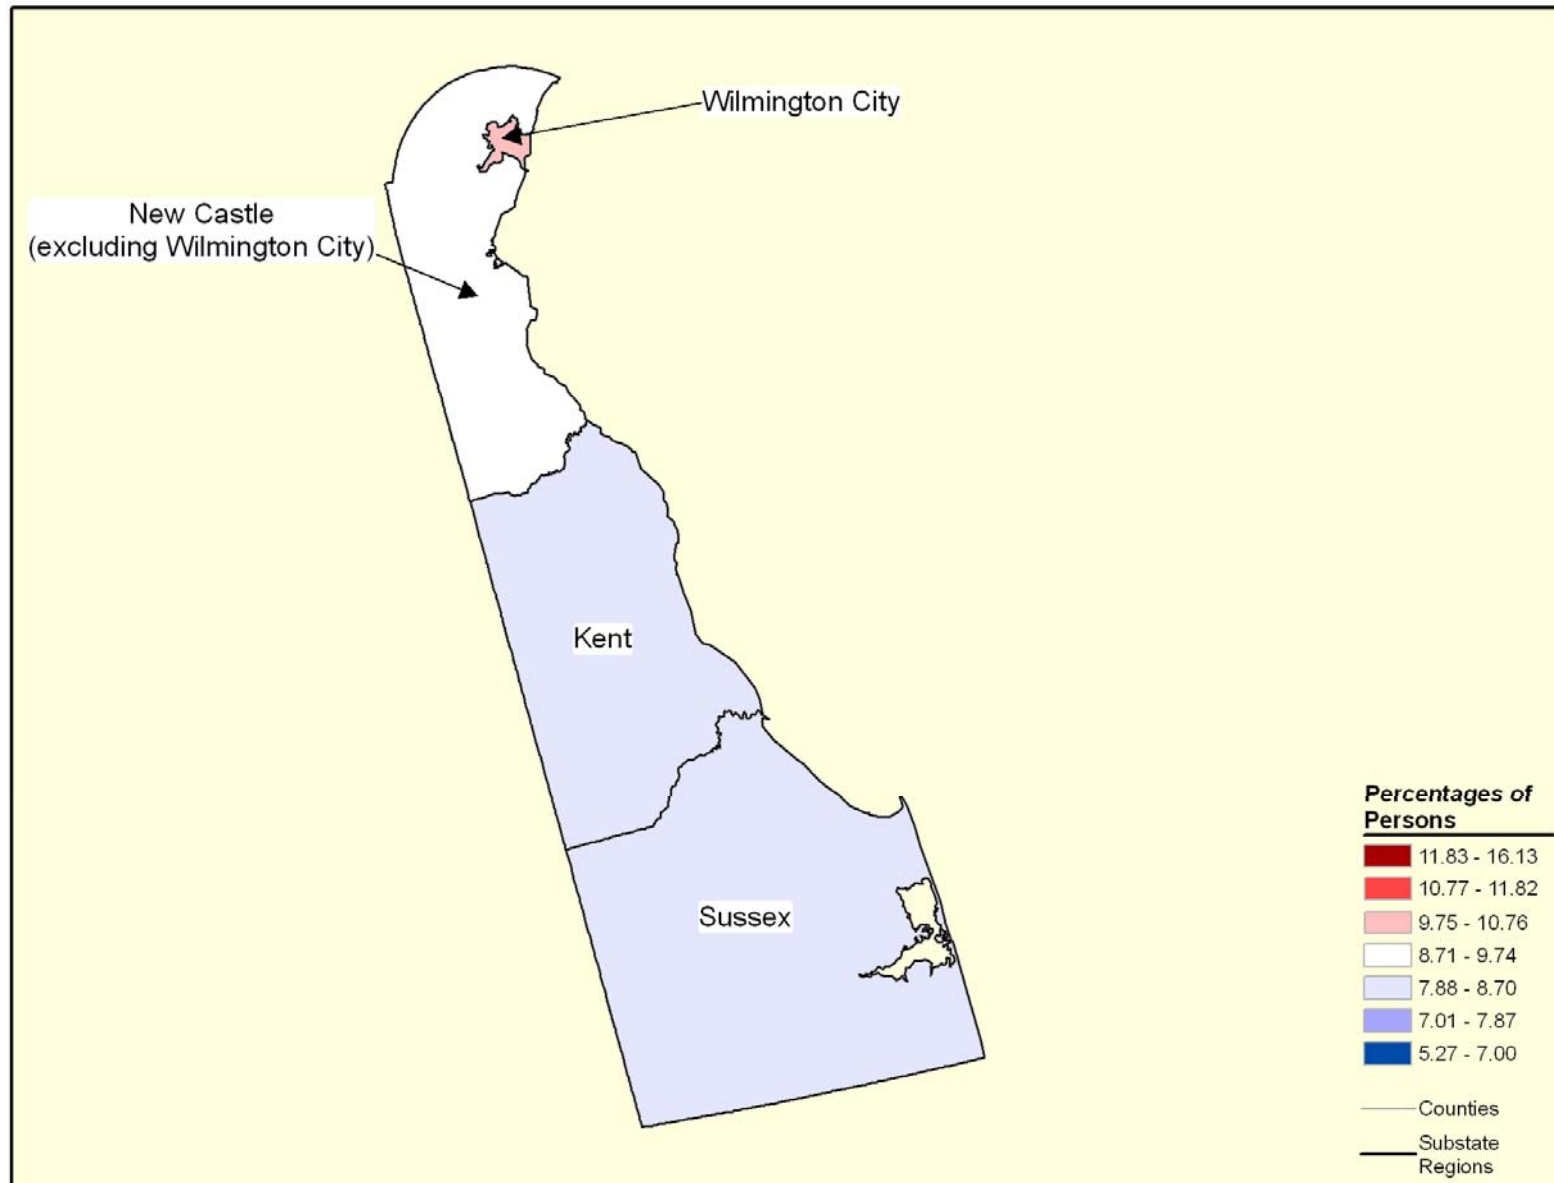 Wilmington City
New Castle
(excluding Wilmington City)
Kent
Sussex
Percentages of
Persons
11.83 - 16.13
10.77 - 11.82
9.75 - 10.76
8.71 - 9.74
7.88 - 8.70
7.01 - 7.87
5.27 - 7.00
Counties
Substate
Regions